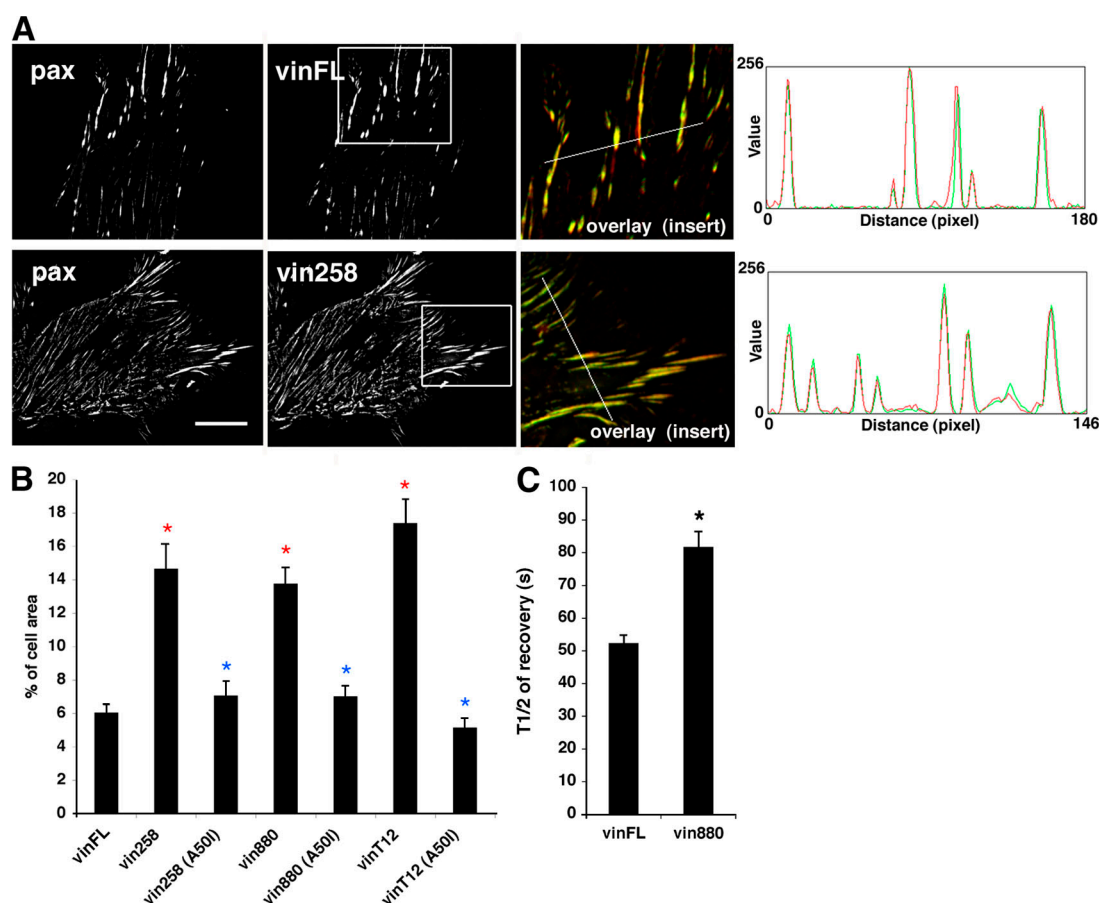 A
pax
vinFL
overlay (insert)
256
Value
0
0
Distance (pixel)
180
pax
vin258
overlay (insert)
256
Value
0
0
Distance (pixel)
146
B
% of cell area
20
18
16
14
12
10
8
6
4
2
0
*
*
*
*
*
*
vinFL
vin258
vin258 (A50I)
vin880
vin880 (A50I)
vinT12
vinT12 (A50I)
C
T1/2 of recovery (s)
100
90
80
70
60
50
40
30
20
10
0
*
vinFL
vin880